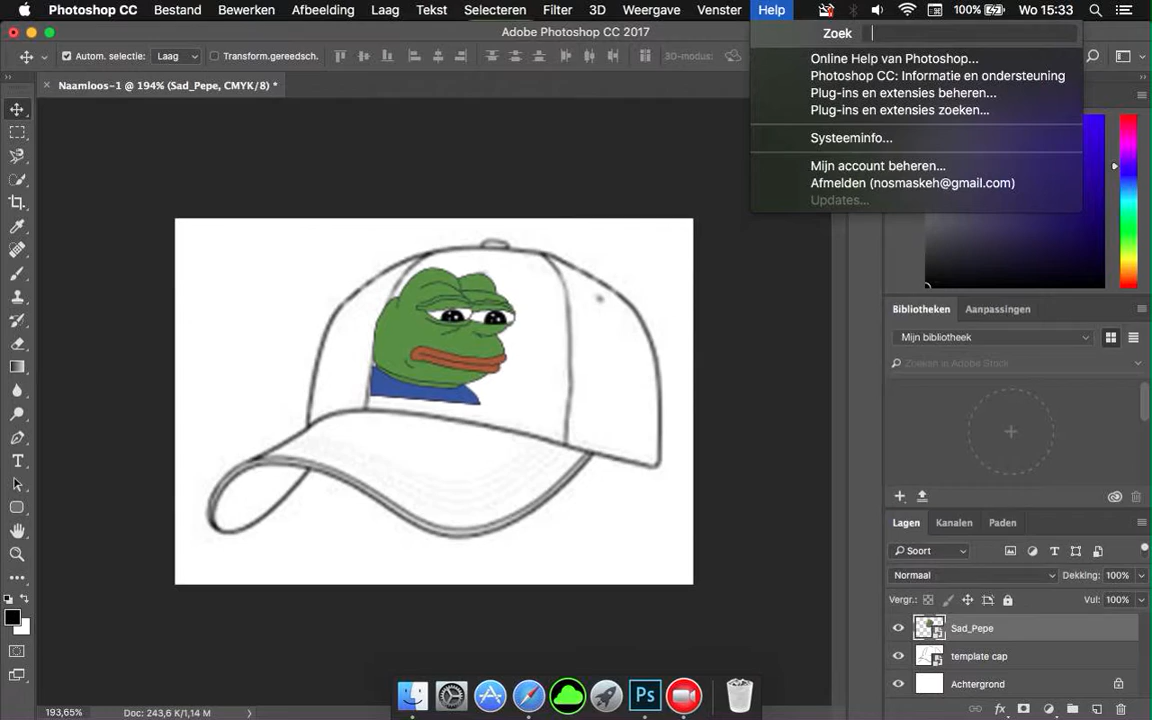 Photoshop CC Bestand Bewerken Afbeelding Laag Tekst Selecteren Filter 3D Weergave Venster Help 100% Wo 15:33
Adobe Photoshop CC 2017
Zoek
Autom. select.: Laag Transform.gereedsch. 3D-modus:
Online Help van Photoshop...
Photoshop CC: Informatie en ondersteuning
Plug-ins en extensies beheren...
Plug-ins en extensies zoeken...
Systeeminfo...
Mijn account beheren...
Afmelden (nosmaskeh@gmail.com)
Updates...
Naamloos-1 @ 194% (Sad_Pepe, CMYK/8) *
Bibliotheken Aanpassingen
Mijn bibliotheek
Zoeken in Adobe Stock
Lagen Kanalen Paden
Soort
Normaal Dekking: 100%
Vergr.: Vul: 100%
Sad_Pepe
template cap
Achtergrond
fx
Ps
193,65% Doc: 243,6 K/1,14 M